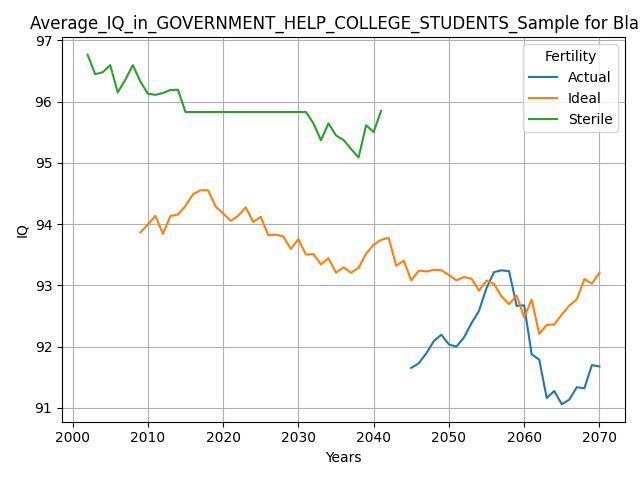 Average_IQ_in_GOVERNMENT_HELP_COLLEGE_STUDENTS_Sample for Bla
97
96
95
94
93
92
91
IQ
Fertility
Actual
Ideal
Sterile
2000 2010 2020 2030 2040 2050 2060 2070
Years